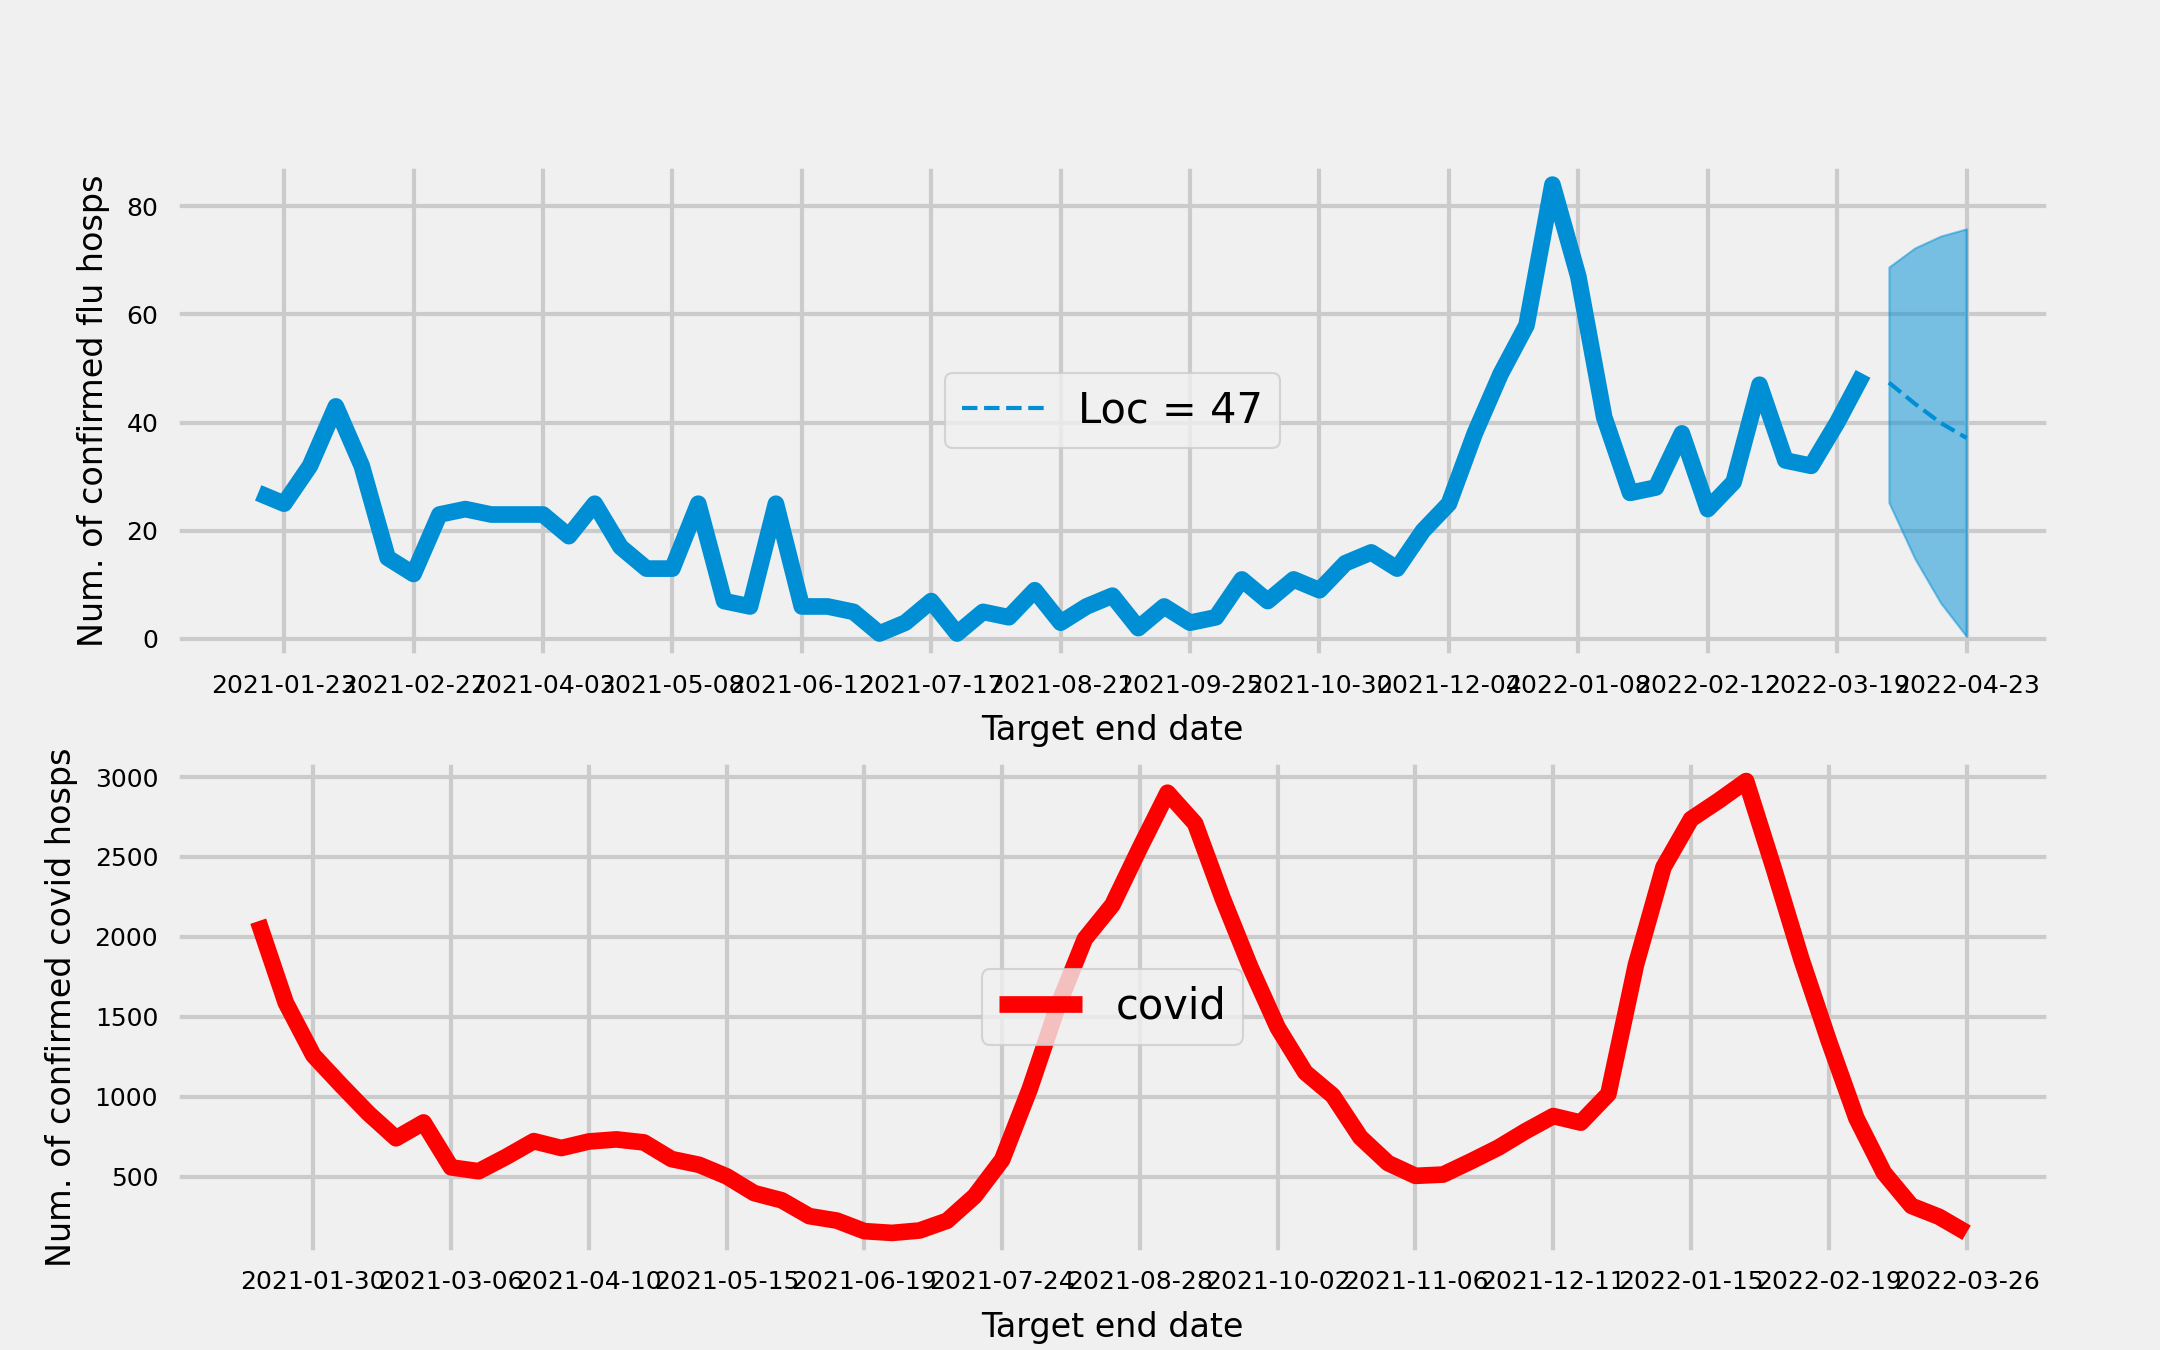 Num. of confirmed flu hosps
80
60
40
20
0
Loc = 47
2021-01-23 2021-02-27 2021-04-03 2021-05-08 2021-06-12 2021-07-17 2021-08-21 2021-09-25 2021-10-30 2021-12-04 2022-01-08 2022-02-12 2022-03-19 2022-04-23
Target end date
Num. of confirmed covid hosps
3000
2500
2000
1500
1000
500
covid
2021-01-30 2021-03-06 2021-04-10 2021-05-15 2021-06-19 2021-07-24 2021-08-28 2021-10-02 2021-11-06 2021-12-11 2022-01-15 2022-02-19 2022-03-26
Target end date